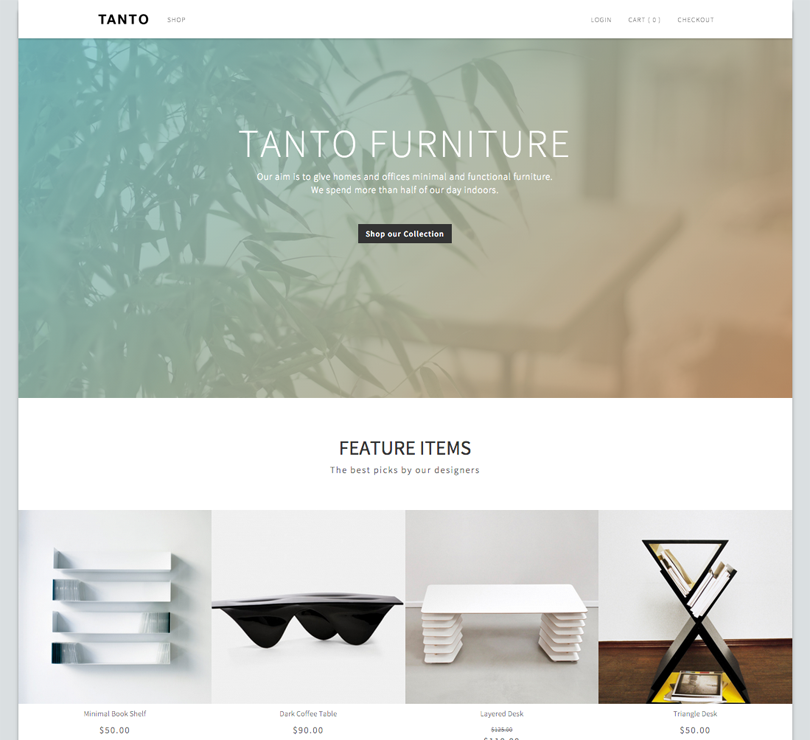 TANTO
SHOP
LOGIN
CART ( 0 )
CHECKOUT
TANTO FURNITURE
Our aim is to give homes and offices minimal and functional furniture.
We spend more than half of our day indoors.
Shop our Collection
FEATURE ITEMS
The best picks by our designers
Minimal Book Shelf
$50.00
Dark Coffee Table
$90.00
Layered Desk
$125.00
Triangle Desk
$50.00